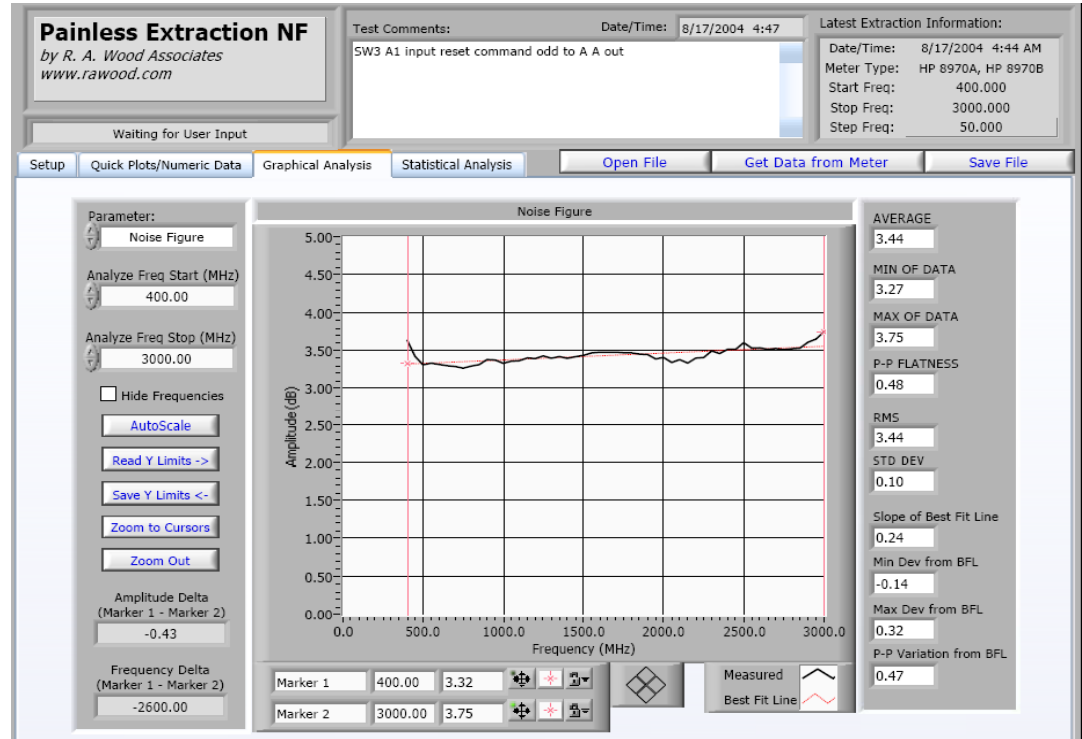 Painless Extraction NF
by R. A. Wood Associates
www.rawood.com
Waiting for User Input
Test Comments:
Date/Time: 8/17/2004 4:47
SW3 A1 input reset command odd to A A out
Latest Extraction Information:
Date/Time: 8/17/2004 4:44 AM
Meter Type: HP 8970A, HP 8970B
Start Freq: 400.000
Stop Freq: 3000.000
Step Freq: 50.000
Setup
Quick Plots/Numeric Data
Graphical Analysis
Statistical Analysis
Open File
Get Data from Meter
Save File
Parameter:
Noise Figure
Analyze Freq Start (MHz)
400.00
Analyze Freq Stop (MHz)
3000.00
Hide Frequencies
AutoScale
Read Y Limits ->
Save Y Limits <-
Zoom to Cursors
Zoom Out
Amplitude Delta
(Marker 1 - Marker 2)
-0.43
Frequency Delta
(Marker 1 - Marker 2)
-2600.00
Noise Figure
Amplitude (dB)
5.00
4.50
4.00
3.50
3.00
2.50
2.00
1.50
1.00
0.50
0.00
0.0 500.0 1000.0 1500.0 2000.0 2500.0 3000.0
Frequency (MHz)
Marker 1 400.00 3.32
Marker 2 3000.00 3.75
Measured
Best Fit Line
AVERAGE
3.44
MIN OF DATA
3.27
MAX OF DATA
3.75
P-P FLATNESS
0.48
RMS
3.44
STD DEV
0.10
Slope of Best Fit Line
0.24
Min Dev from BFL
-0.14
Max Dev from BFL
0.32
P-P Variation from BFL
0.47